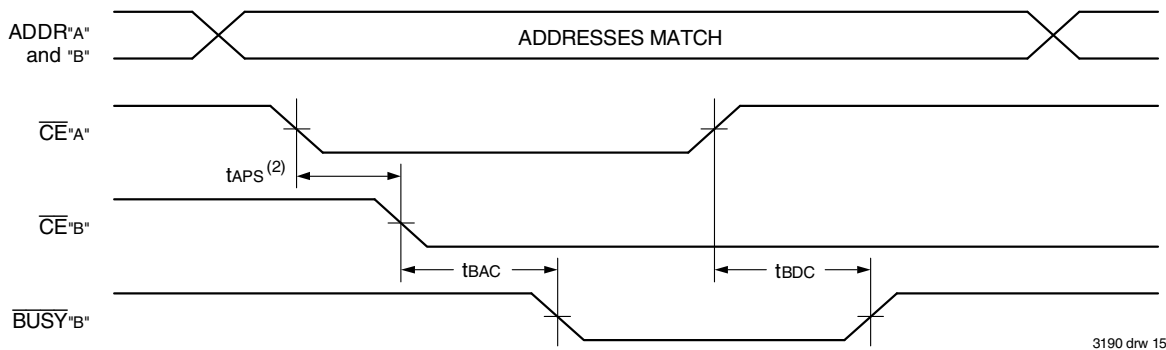 ADDR"A"
and "B"
ADDRESSES MATCH
CE"A"
tAPS(2)
CE"B"
tBAC
tBDC
BUSY"B"
3190 drw 15